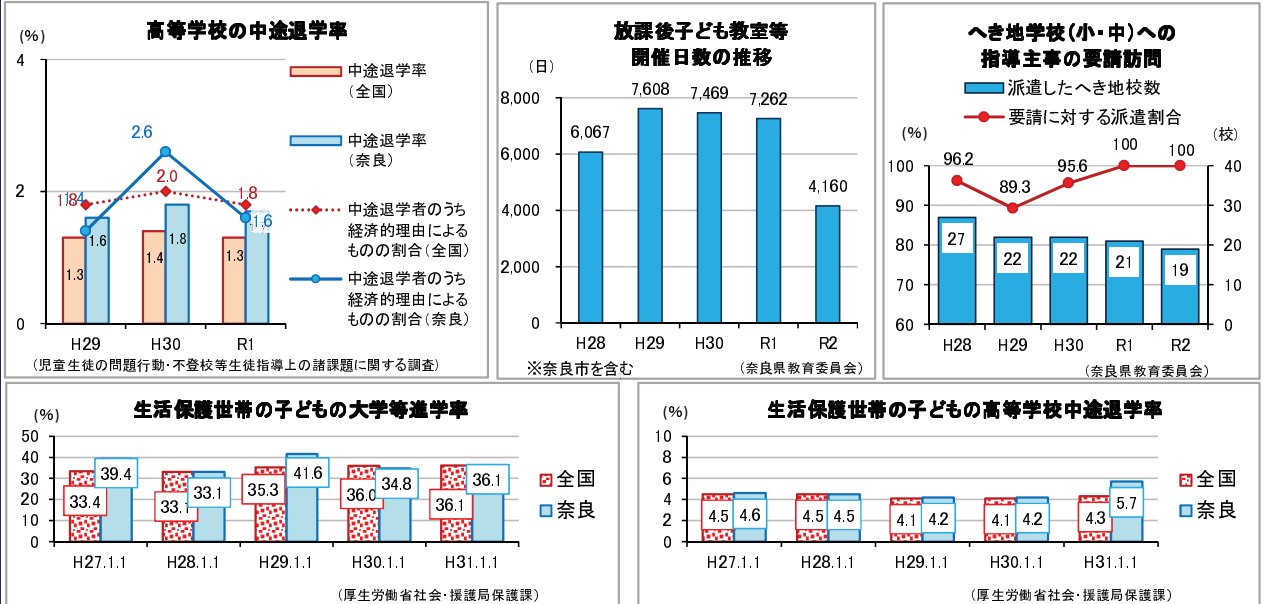 高等学校の中途退学率
(%)
4
2
0
中途退学率
(全国)
中途退学率
(奈良)
中途退学者のうち
経済的理由による
ものの割合(全国)
中途退学者のうち
経済的理由による
ものの割合(奈良)
1.8
1.4
2.6
2.0
1.8
1.6
1.3
1.6
1.4
1.8
1.3
H29 H30 R1
(児童生徒の問題行動・不登校等生徒指導上の諸課題に関する調査)
放課後子ども教室等
開催日数の推移
(日)
8,000
6,000
4,000
2,000
0
6,067
7,608
7,469
7,262
4,160
H28 H29 H30 R1 R2
※奈良市を含む
(奈良県教育委員会)
へき地学校(小・中)への
指導主事の要請訪問
派遣したへき地校数
要請に対する派遣割合
(%)
(校)
100
90
80
70
60
40
30
20
10
0
96.2
89.3
95.6
100
100
27
22
22
21
19
H28 H29 H30 R1 R2
(奈良県教育委員会)
生活保護世帯の子どもの大学等進学率
(%)
50
40
30
20
10
0
33.4
39.4
33.1
33.1
35.3
41.6
36.0
34.8
36.1
36.1
全国
奈良
H27.1.1 H28.1.1 H29.1.1 H30.1.1 H31.1.1
(厚生労働省社会・援護局保護課)
生活保護世帯の子どもの高等学校中途退学率
(%)
10
8
6
4
2
0
4.5
4.6
4.5
4.5
4.1
4.2
4.1
4.2
4.3
5.7
全国
奈良
H27.1.1 H28.1.1 H29.1.1 H30.1.1 H31.1.1
(厚生労働省社会・援護局保護課)